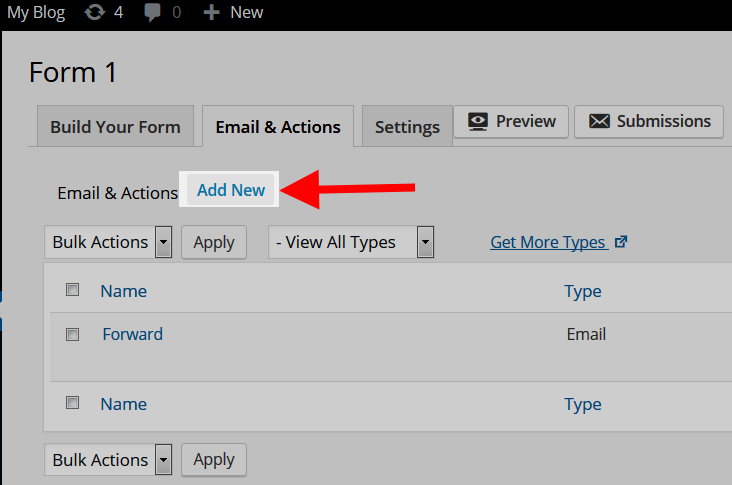 My Blog 4 0 New
Form 1
Build Your Form Email & Actions Settings Preview Submissions
Email & Actions Add New
Bulk Actions Apply - View All Types Get More Types
Name Type
Forward Email
Name Type
Bulk Actions Apply